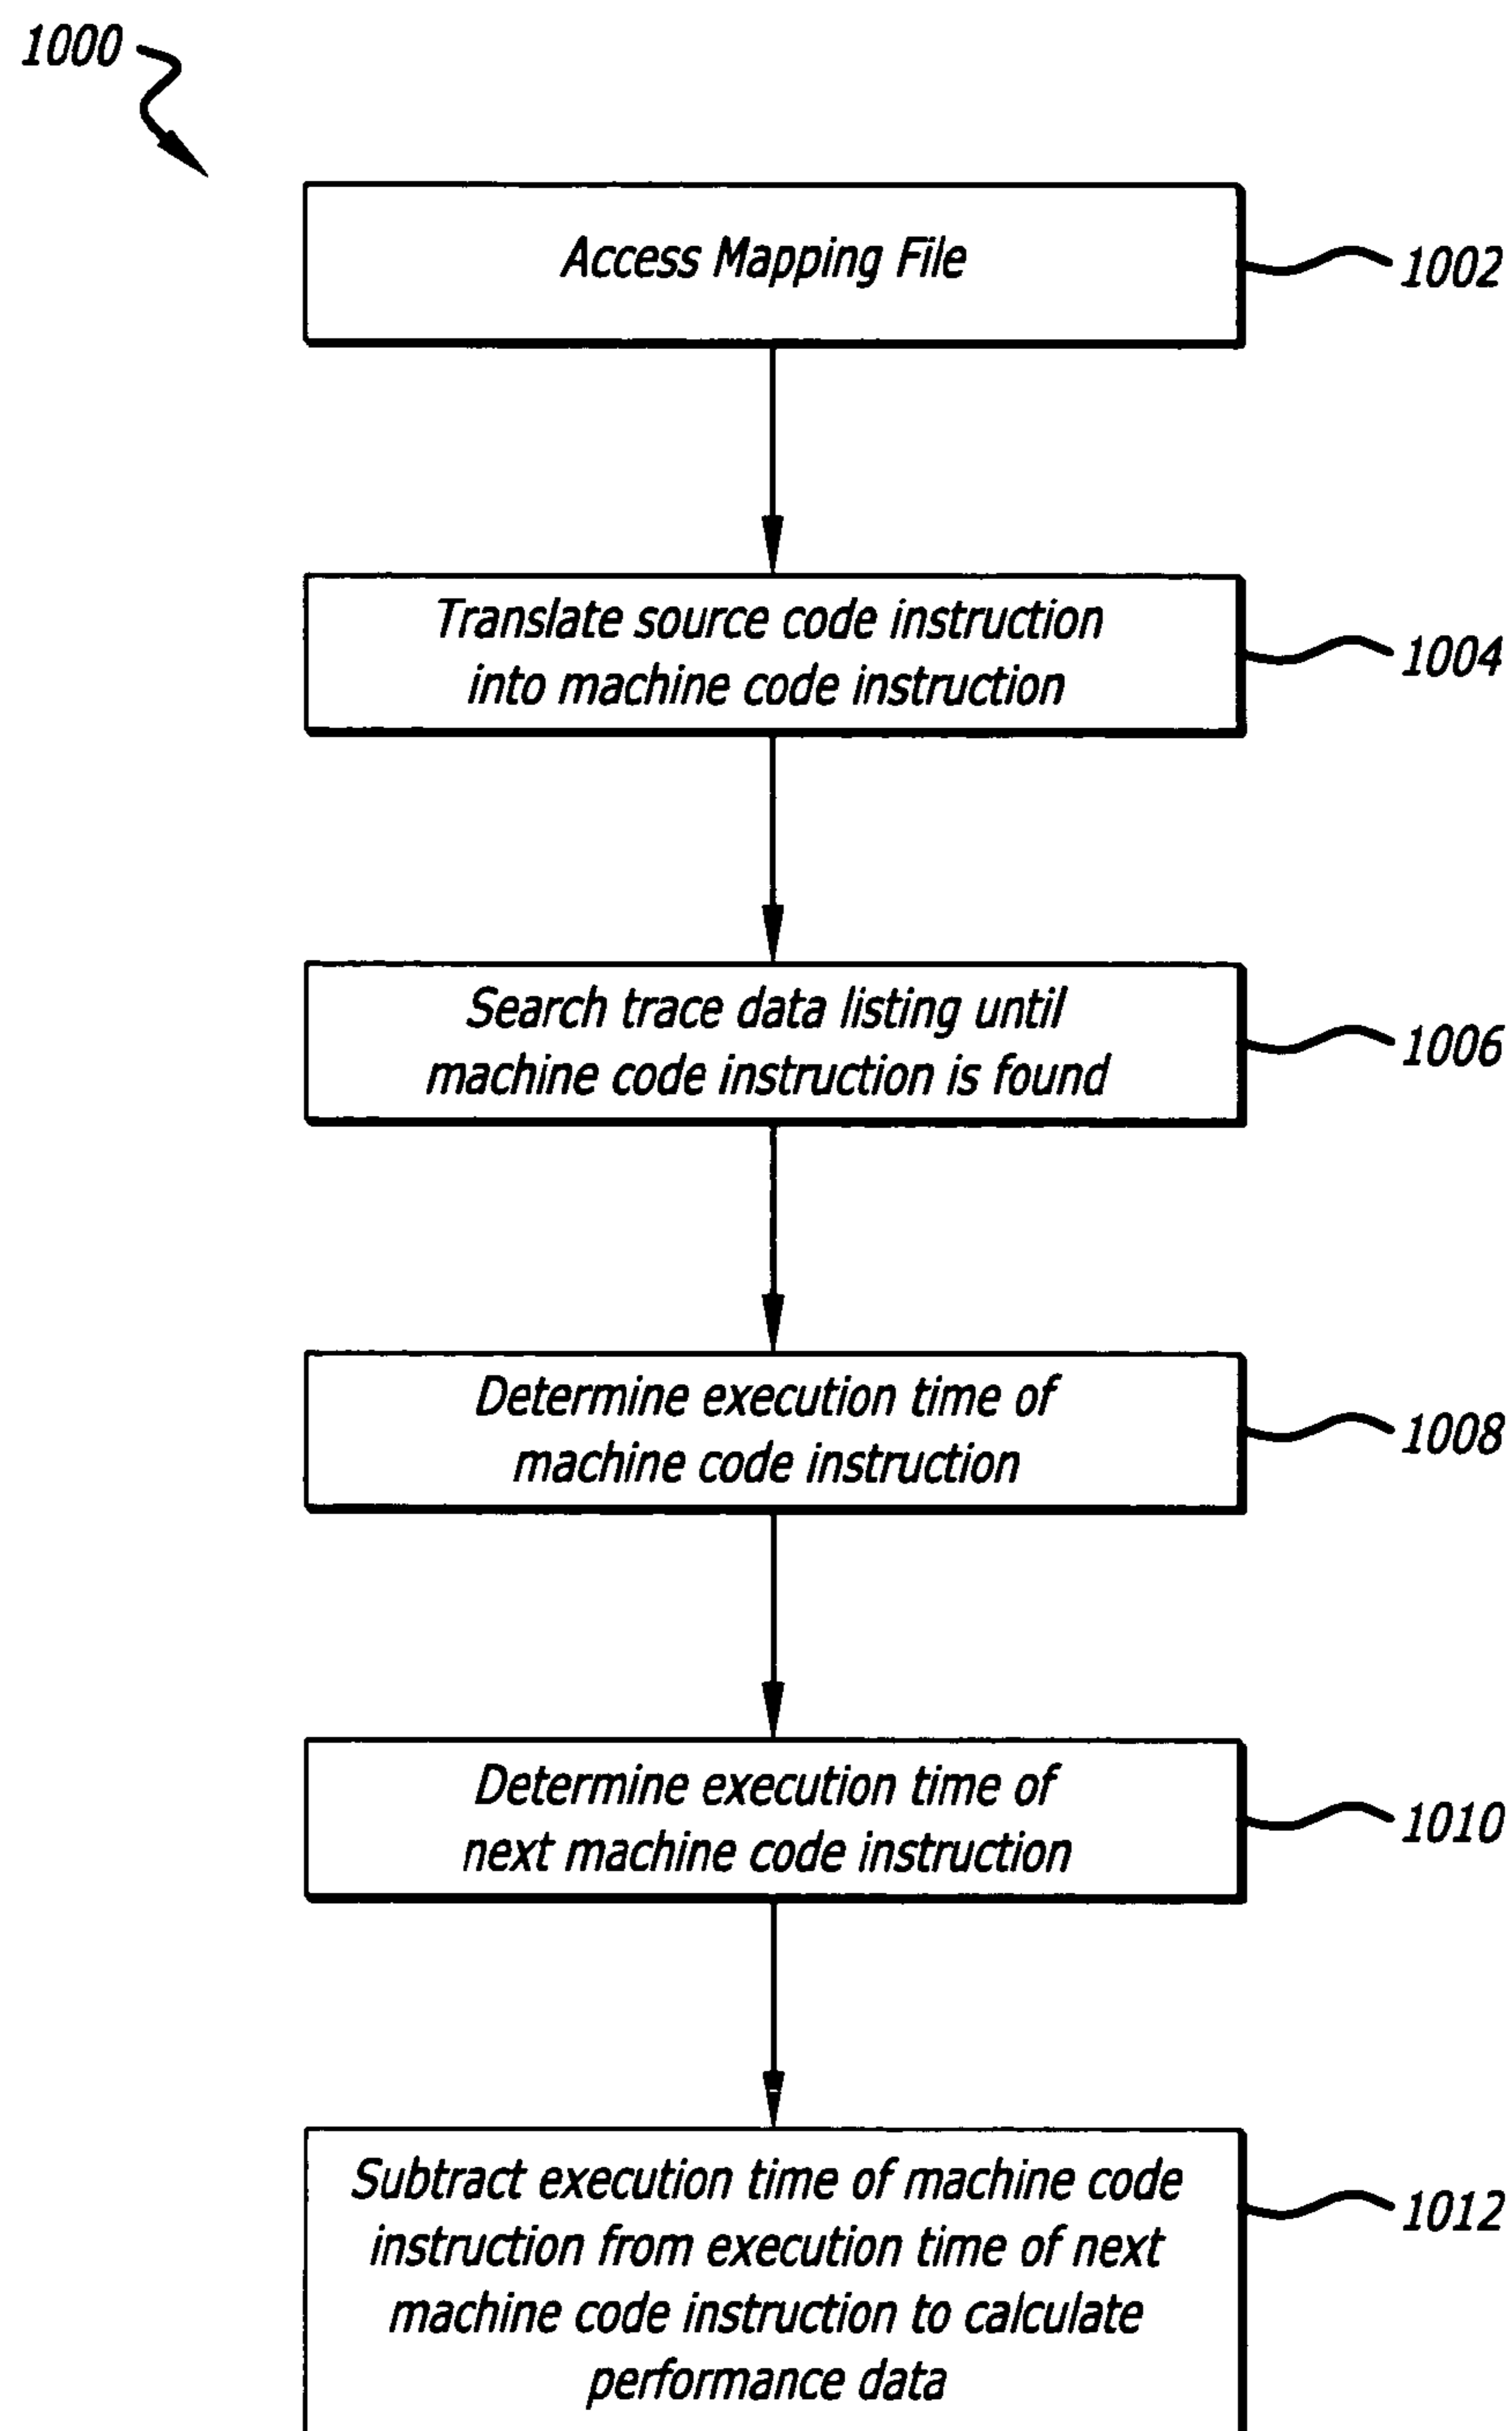 1000
Access Mapping File
1002
Translate source code instruction
into machine code instruction
1004
Search trace data listing until
machine code instruction is found
1006
Determine execution time of
machine code instruction
1008
Determine execution time of
next machine code instruction
1010
Subtract execution time of machine code
instruction from execution time of next
machine code instruction to calculate
performance data
1012